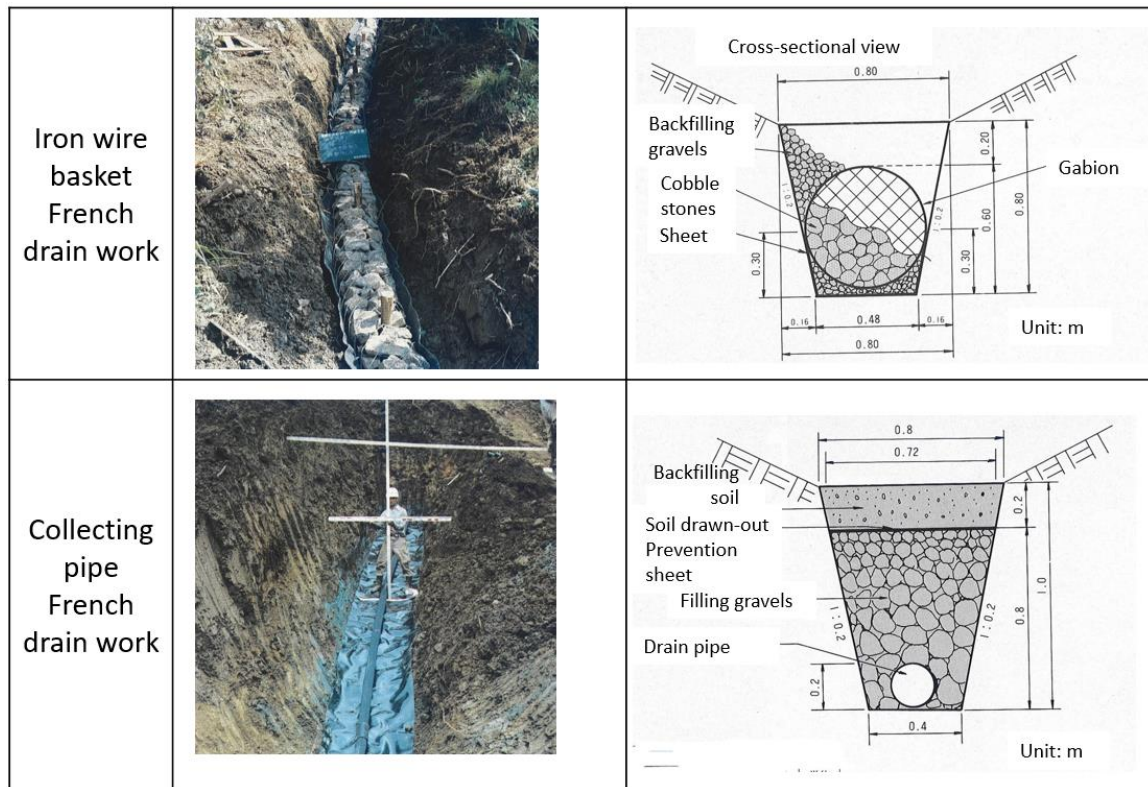 Iron wire
basket
French
drain work
Cross-sectional view
0.80
Backfilling
gravels
Cobble
stones
Sheet
Gabion
1:0.2
1:0.2
0.20
0.60
0.80
0.30
0.30
0.16
0.48
0.16
0.80
Unit: m
Collecting
pipe
French
drain work
0.8
0.72
Backfilling
soil
Soil drawn-out
Prevention
sheet
Filling gravels
Drain pipe
1:0.2
1:0.2
0.2
0.8
1.0
0.2
0.4
Unit: m